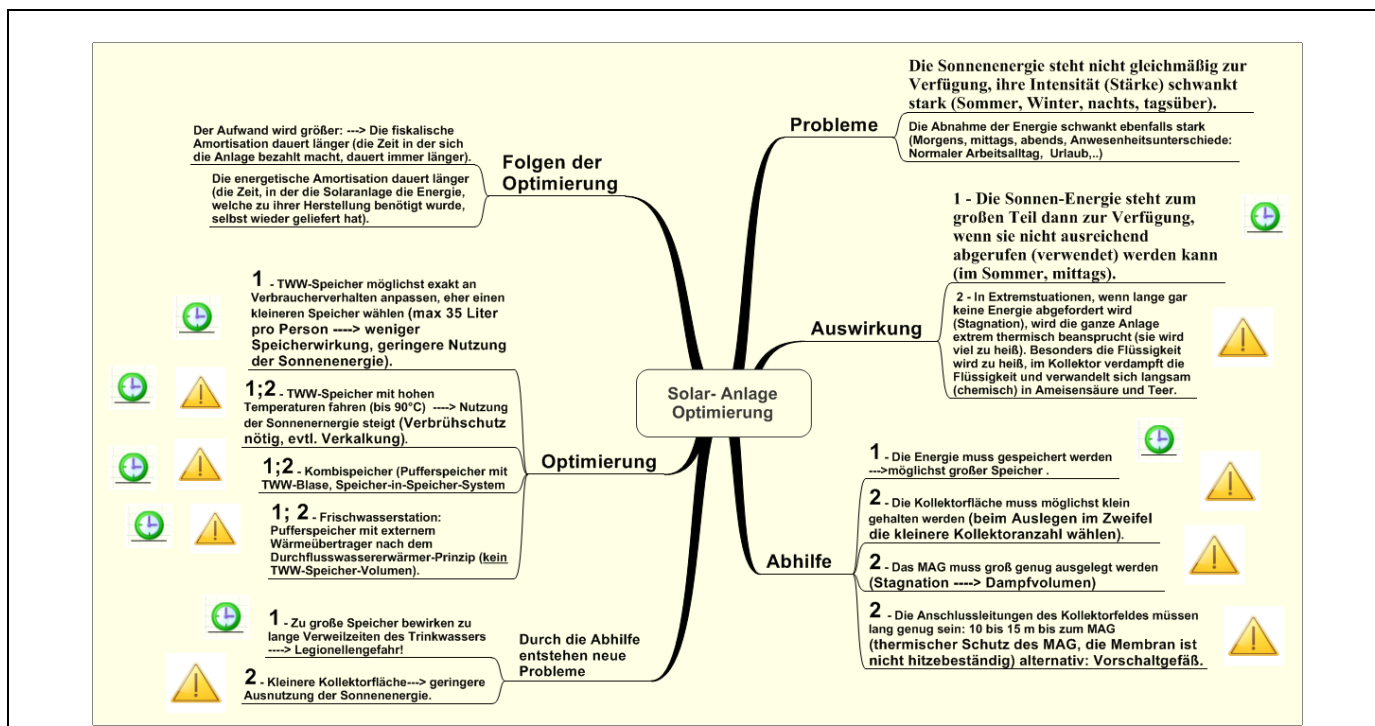 Solar- Anlage
Optimierung
Probleme
Die Sonnenenergie steht nicht gleichmäßig zur
Verfügung, ihre Intensität (Stärke) schwankt
stark (Sommer, Winter, nachts, tagsüber).
Die Abnahme der Energie schwankt ebenfalls stark
(Morgens, mittags, abends, Anwesenheitsunterschiede:
Normaler Arbeitsalltag, Urlaub,..)
Auswirkung
1 - Die Sonnen-Energie steht zum
großen Teil dann zur Verfügung,
wenn sie nicht ausreichend
abgerufen (verwendet) werden kann
(im Sommer, mittags).
2 - In Extremstuationen, wenn lange gar
keine Energie abgefordert wird
(Stagnation), wird die ganze Anlage
extrem thermisch beansprucht (sie wird
viel zu heiß). Besonders die Flüssigkeit
wird zu heiß, im Kollektor verdampft die
Flüssigkeit und verwandelt sich langsam
(chemisch) in Ameisensäure und Teer.
Abhilfe
1 - Die Energie muss gespeichert werden
--->möglichst großer Speicher .
2 - Die Kollektorfläche muss möglichst klein
gehalten werden (beim Auslegen im Zweifel
die kleinere Kollektoranzahl wählen).
2 - Das MAG muss groß genug ausgelegt werden
(Stagnation ----> Dampfvolumen)
2 - Die Anschlussleitungen des Kollektorfeldes müssen
lang genug sein: 10 bis 15 m bis zum MAG
(thermischer Schutz des MAG, die Membran ist
nicht hitzebeständig) alternativ: Vorschaltgefäß.
Durch die Abhilfe
entstehen neue
Probleme
1 - Zu große Speicher bewirken zu
lange Verweilzeiten des Trinkwassers
----> Legionellengefahr!
2 - Kleinere Kollektorfläche---> geringere
Ausnutzung der Sonnenenergie.
Optimierung
1 - TWW-Speicher möglichst exakt an
Verbraucherverhalten anpassen, eher einen
kleineren Speicher wählen (max 35 Liter
pro Person ----> weniger
Speicherwirkung, geringere Nutzung
der Sonnenenergie).
1;2 - TWW-Speicher mit hohen
Temperaturen fahren (bis 90°C) ----> Nutzung
der Sonnenernergie steigt (Verbrühschutz
nötig, evtl. Verkalkung).
1;2 - Kombispeicher (Pufferspeicher mit
TWW-Blase, Speicher-in-Speicher-System
1; 2 - Frischwasserstation:
Pufferspeicher mit externem
Wärmeübertrager nach dem
Durchflusswassererwärmer-Prinzip (kein
TWW-Speicher-Volumen).
Folgen der
Optimierung
Der Aufwand wird größer: ---> Die fiskalische
Amortisation dauert länger (die Zeit in der sich
die Anlage bezahlt macht, dauert immer länger).
Die energetische Amortisation dauert länger
(die Zeit, in der die Solaranlage die Energie,
welche zu ihrer Herstellung benötigt wurde,
selbst wieder geliefert hat).